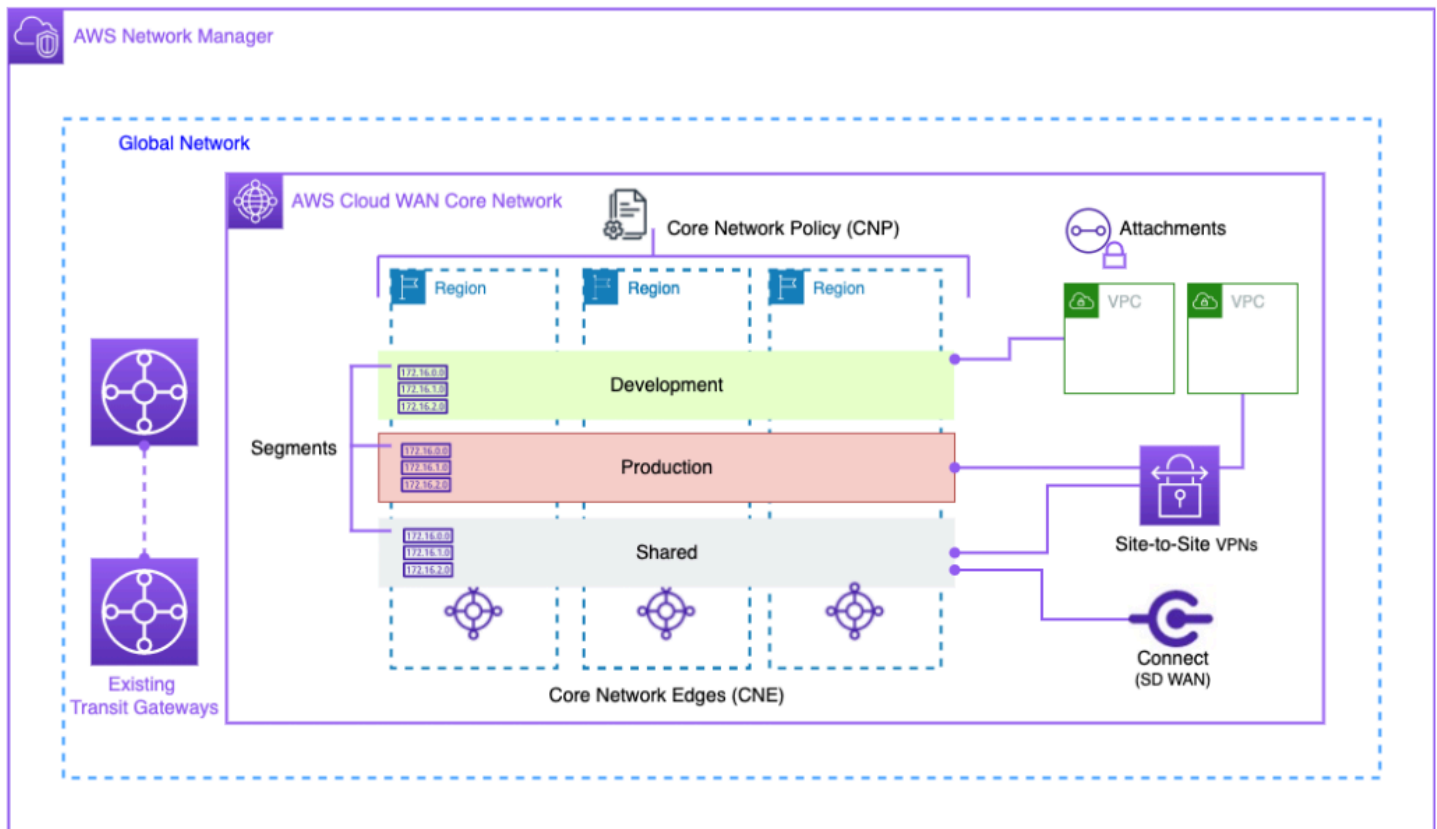 AWS Network Manager
Global Network
AWS Cloud WAN Core Network
Core Network Policy (CNP)
Attachments
Region
Region
Region
VPC
VPC
172.16.0.0
172.16.1.0
172.16.2.0
Development
Segments
172.16.0.0
172.16.1.0
172.16.2.0
Production
172.16.0.0
172.16.1.0
172.16.2.0
Shared
Site-to-Site VPNs
Connect
(SD WAN)
Existing
Transit Gateways
Core Network Edges (CNE)